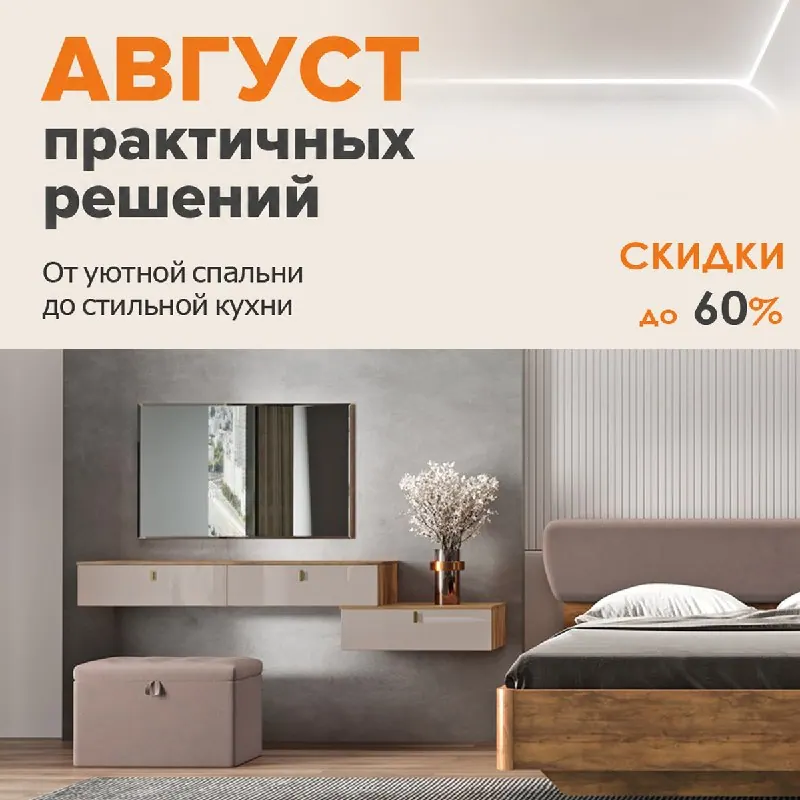 АВГУСТ
практичных
решений
От уютной спальни
до стильной кухни
СКИДКИ
до 60%